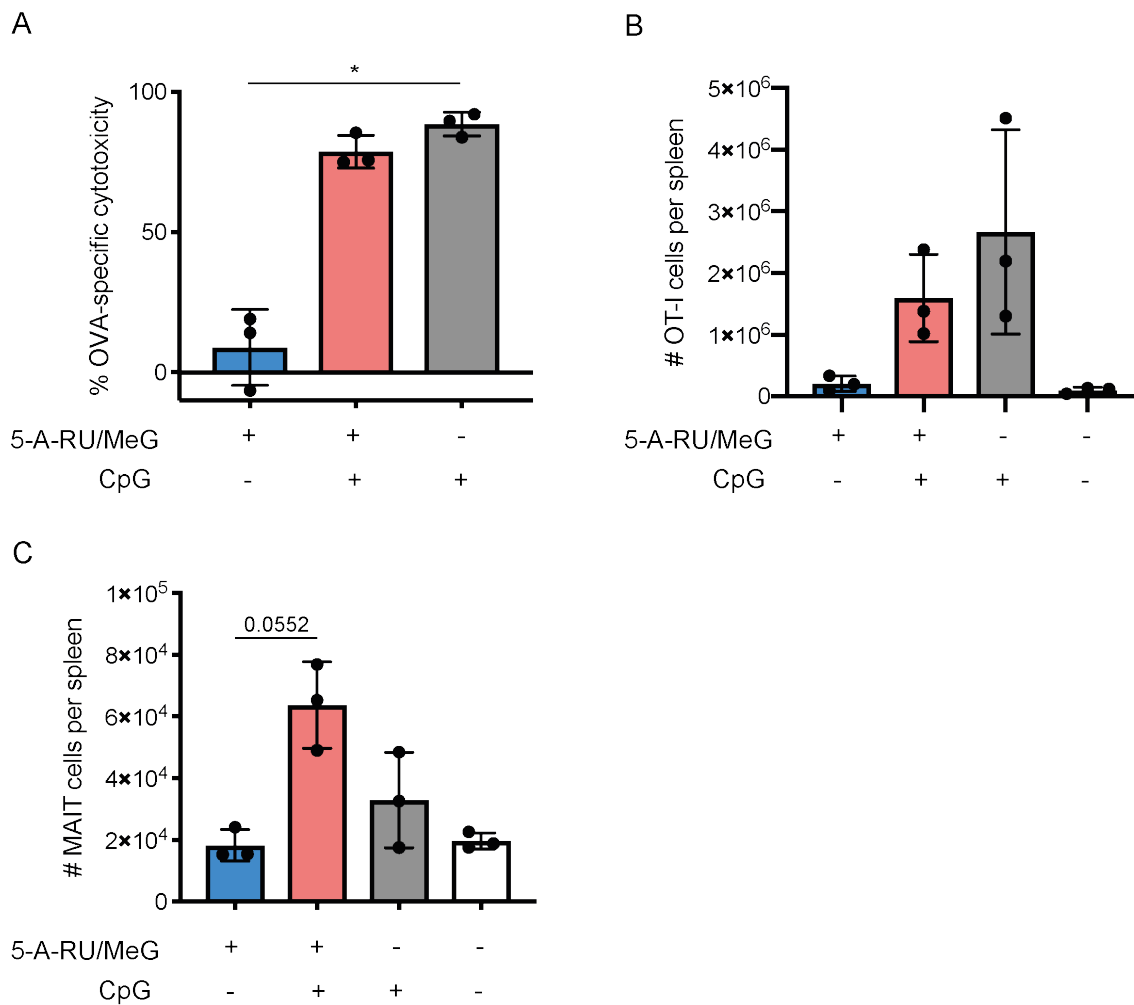 A
% OVA-specific cytotoxicity
100
50
0
*
5-A-RU/MeG + + -
CpG - + +
B
# OT-I cells per spleen
5×10⁶
4×10⁶
3×10⁶
2×10⁶
1×10⁶
0
5-A-RU/MeG + + - -
CpG - + + -
C
# MAIT cells per spleen
1×10⁵
8×10⁴
6×10⁴
4×10⁴
2×10⁴
0
0.0552
5-A-RU/MeG + + - -
CpG - + + -